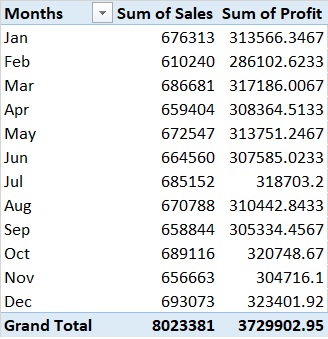 Months Sum of Sales Sum of Profit
Jan 676313 313566.3467
Feb 610240 286102.6233
Mar 686681 317186.0067
Apr 659404 308364.5133
May 672547 313751.2467
Jun 664560 307585.0233
Jul 685152 318703.2
Aug 670788 310442.8433
Sep 658844 305334.4567
Oct 689116 320748.67
Nov 656663 304716.1
Dec 693073 323401.92
Grand Total 8023381 3729902.95